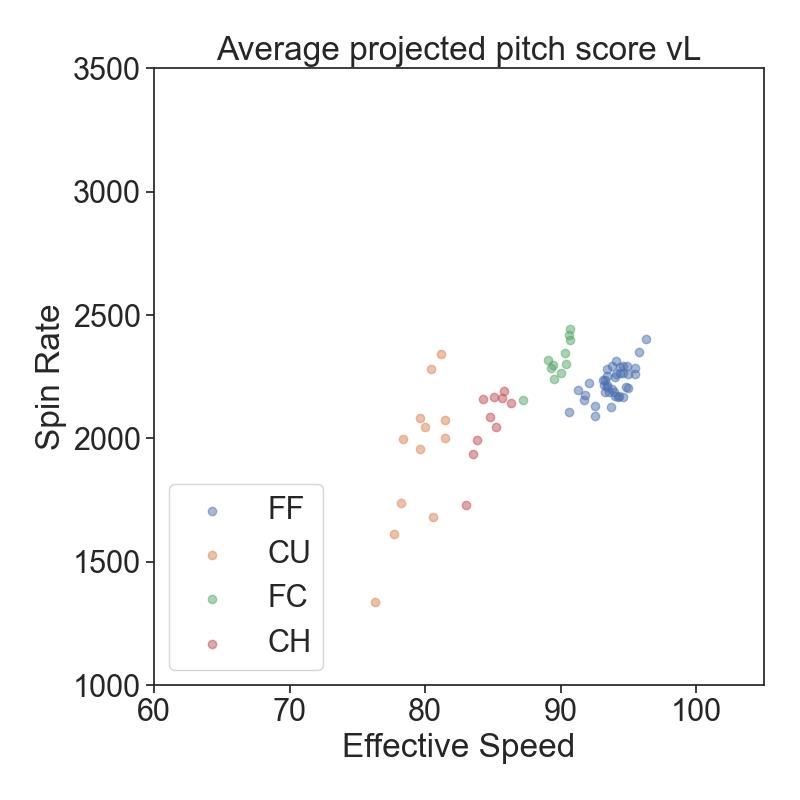 Average projected pitch score vL
Spin Rate
3500
3000
2500
2000
1500
1000
FF
CU
FC
CH
60 70 80 90 100
Effective Speed